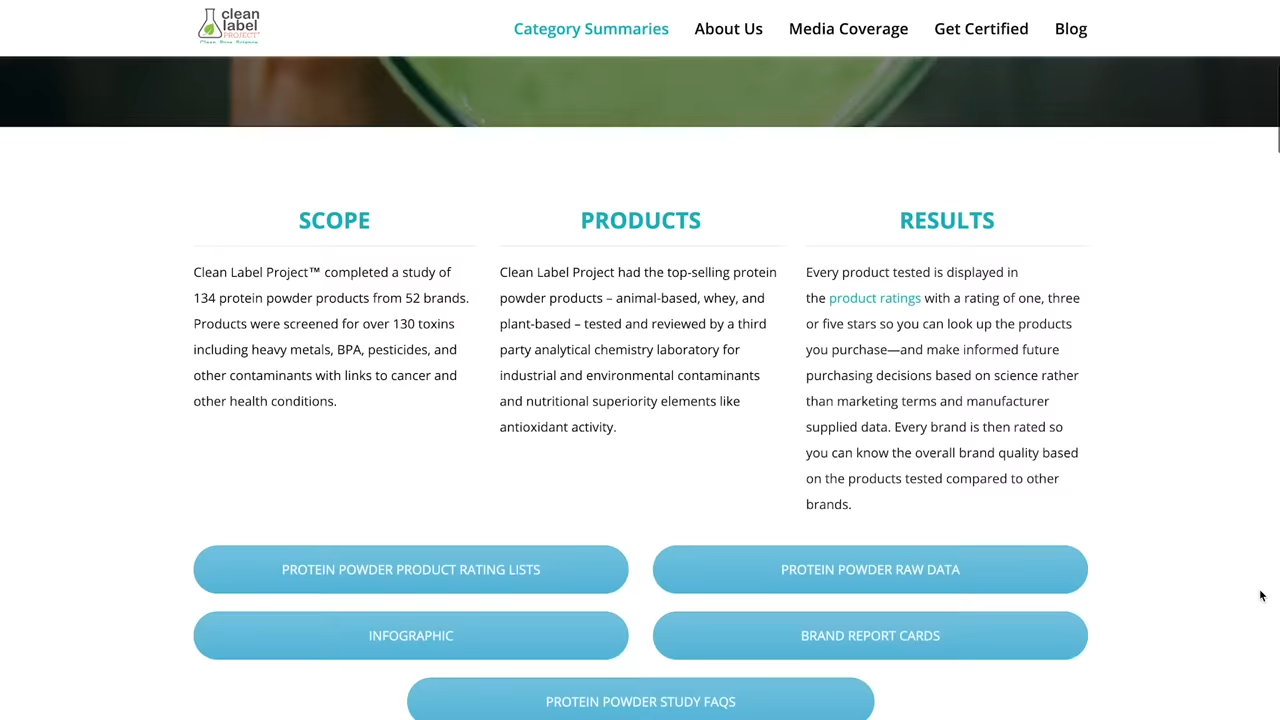 clean
label
PROJECT
Clean. Pure. Science.
Category Summaries
About Us
Media Coverage
Get Certified
Blog
SCOPE
Clean Label Project™ completed a study of
134 protein powder products from 52 brands.
Products were screened for over 130 toxins
including heavy metals, BPA, pesticides, and
other contaminants with links to cancer and
other health conditions.
PRODUCTS
Clean Label Project had the top-selling protein
powder products – animal-based, whey, and
plant-based – tested and reviewed by a third
party analytical chemistry laboratory for
industrial and environmental contaminants
and nutritional superiority elements like
antioxidant activity.
RESULTS
Every product tested is displayed in
the product ratings with a rating of one, three
or five stars so you can look up the products
you purchase—and make informed future
purchasing decisions based on science rather
than marketing terms and manufacturer
supplied data. Every brand is then rated so
you can know the overall brand quality based
on the products tested compared to other
brands.
PROTEIN POWDER PRODUCT RATING LISTS
PROTEIN POWDER RAW DATA
INFOGRAPHIC
BRAND REPORT CARDS
PROTEIN POWDER STUDY FAQS